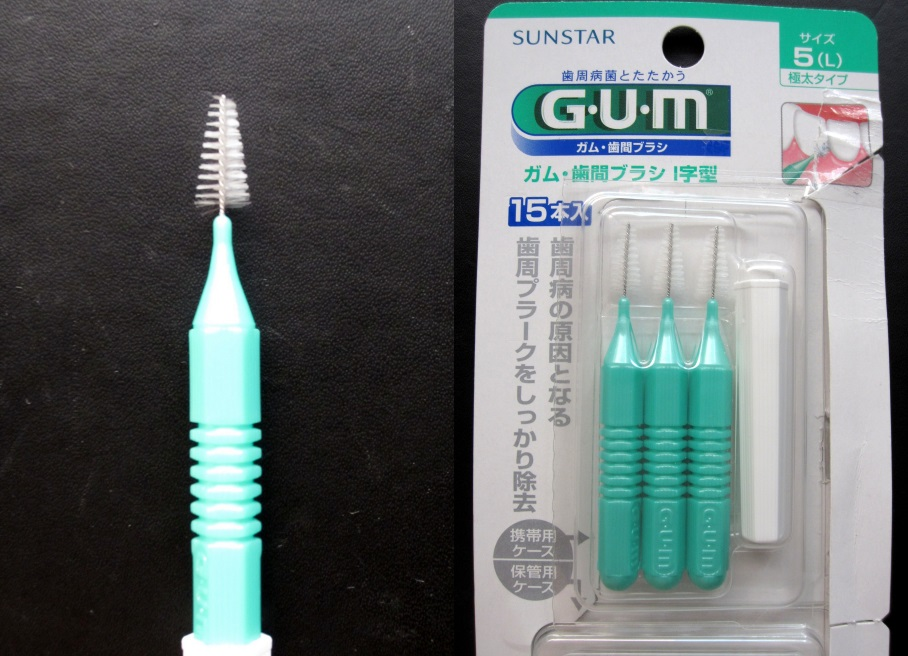 SUNSTAR
サイズ
5(L)
極太タイプ
歯周病菌とたたかう
G・U・M®
ガム・歯間ブラシ
ガム・歯間ブラシ I字型
15本入
歯周病の原因となる
歯周プラークをしっかり除去
携帯用
ケース
保管用
ケース
G・U・M
G・U・M
G・U・M